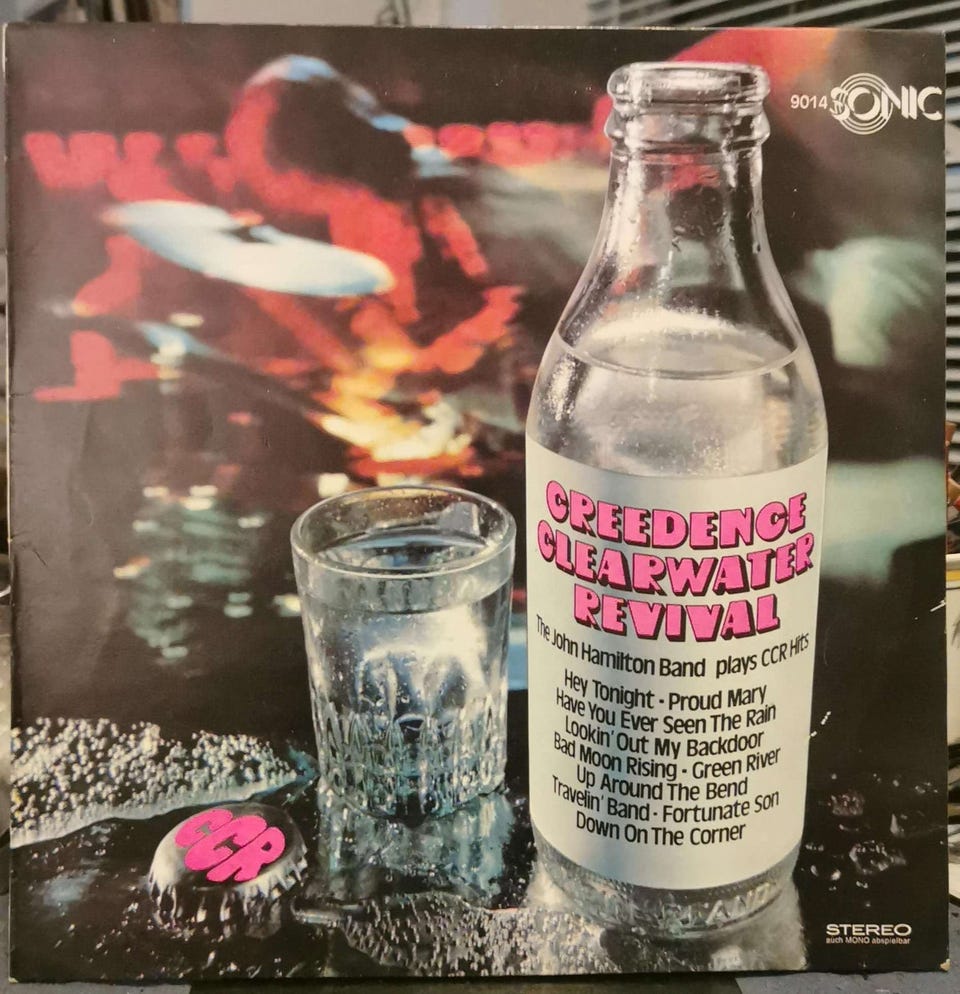 9014 SONIC
CREEDENCE
CLEARWATER
REVIVAL
The John Hamilton Band plays CCR Hits
Hey Tonight · Proud Mary
Have You Ever Seen The Rain
Lookin' Out My Backdoor
Bad Moon Rising · Green River
Up Around The Bend
Travelin' Band · Fortunate Son
Down On The Corner
CCR
STEREO
auch MONO abspielbar